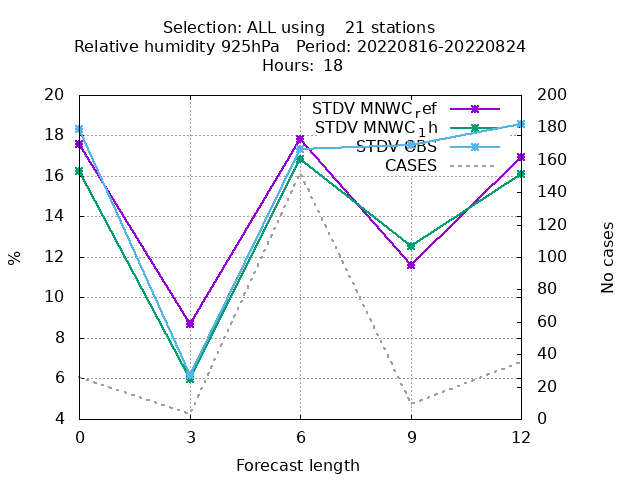 Selection: ALL using 21 stations
Relative humidity 925hPa Period: 20220816-20220824
Hours: 18
STDV MNWCref
STDV MNWC1h
STDV OBS
CASES
20
18
16
14
12
10
8
6
4
200
180
160
140
120
100
80
60
40
20
0
%
No cases
0 3 6 9 12
Forecast length